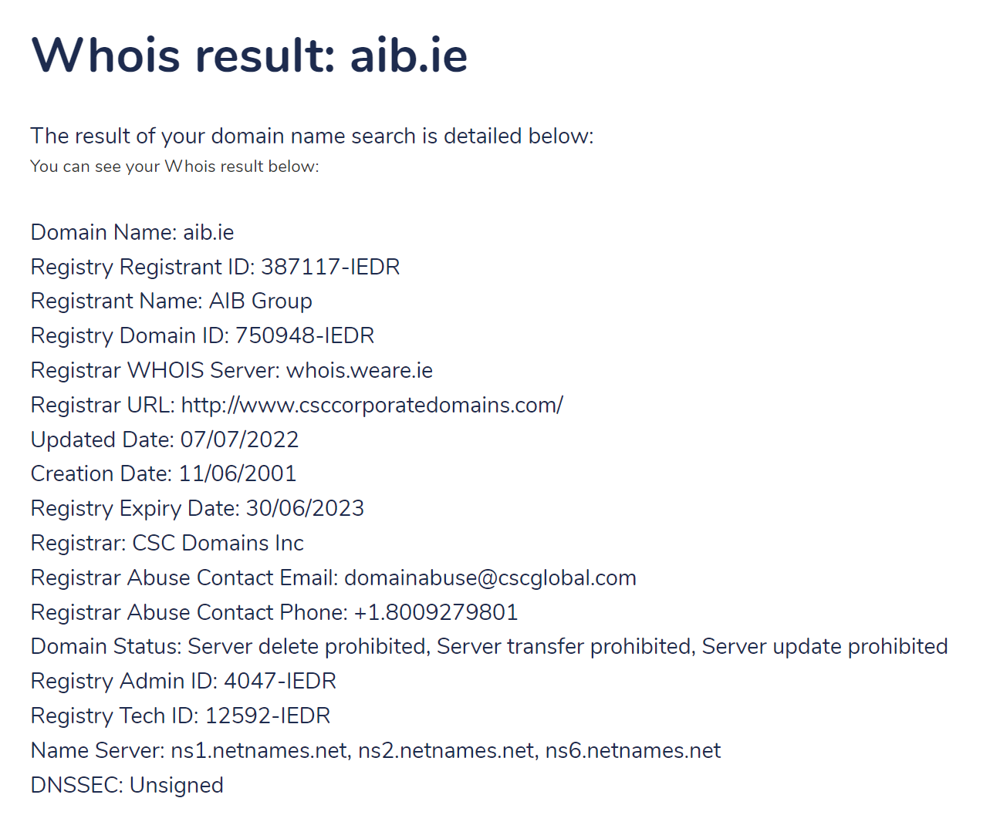 Whois result: aib.ie
The result of your domain name search is detailed below:
You can see your Whois result below:
Domain Name: aib.ie
Registry Registrant ID: 387117-IEDR
Registrant Name: AIB Group
Registry Domain ID: 750948-IEDR
Registrar WHOIS Server: whois.weare.ie
Registrar URL: http://www.csccorporatedomains.com/
Updated Date: 07/07/2022
Creation Date: 11/06/2001
Registry Expiry Date: 30/06/2023
Registrar: CSC Domains Inc
Registrar Abuse Contact Email: domainabuse@cscglobal.com
Registrar Abuse Contact Phone: +1.8009279801
Domain Status: Server delete prohibited, Server transfer prohibited, Server update prohibited
Registry Admin ID: 4047-IEDR
Registry Tech ID: 12592-IEDR
Name Server: ns1.netnames.net, ns2.netnames.net, ns6.netnames.net
DNSSEC: Unsigned